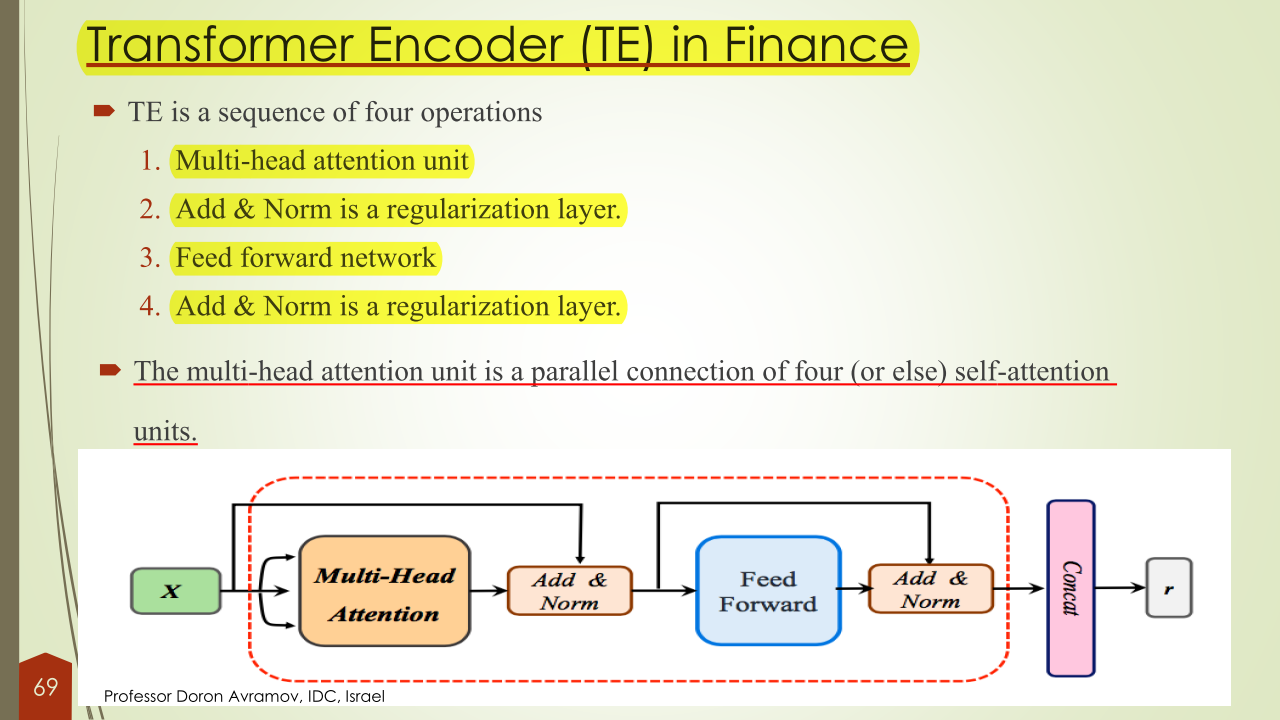 Transformer Encoder (TE) in Finance
TE is a sequence of four operations
1. Multi-head attention unit
2. Add & Norm is a regularization layer.
3. Feed forward network
4. Add & Norm is a regularization layer.
The multi-head attention unit is a parallel connection of four (or else) self-attention
units.
X
Multi-Head
Attention
Add &
Norm
Feed
Forward
Add &
Norm
Concat
r
69
Professor Doron Avramov, IDC, Israel